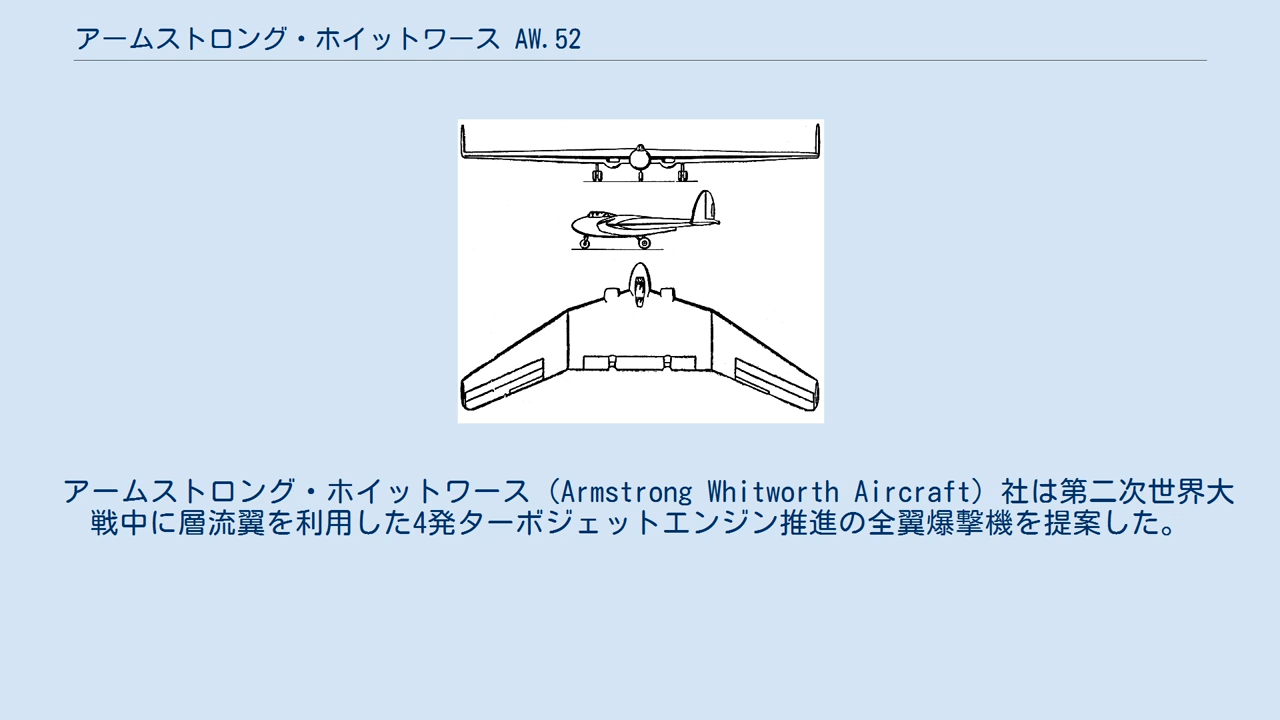 アームストロング・ホイットワース AW.52
アームストロング・ホイットワース（Armstrong Whitworth Aircraft）社は第二次世界大
戦中に層流翼を利用した4発ターボジェットエンジン推進の全翼爆撃機を提案した。